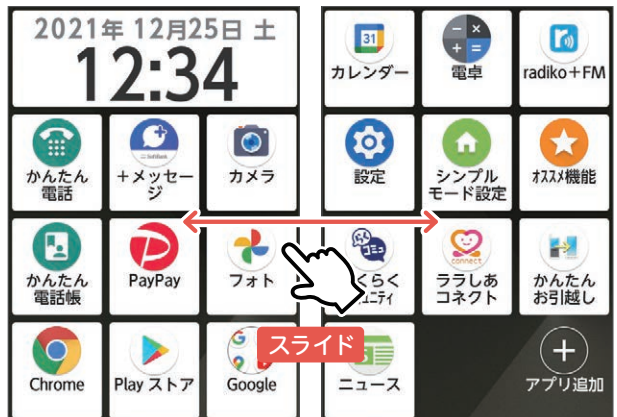 2021年 12月25日 土
12:34
かんたん
電話
+メッセー
ジ
カメラ
かんたん
電話帳
PayPay
フォト
Chrome
Play ストア
Google
31
カレンダー
電卓
radiko+FM
設定
シンプル
モード設定
オススメ機能
くらく
ニティ
connect
ララしあ
コネクト
かんたん
お引越し
ニュース
アプリ追加
スライド